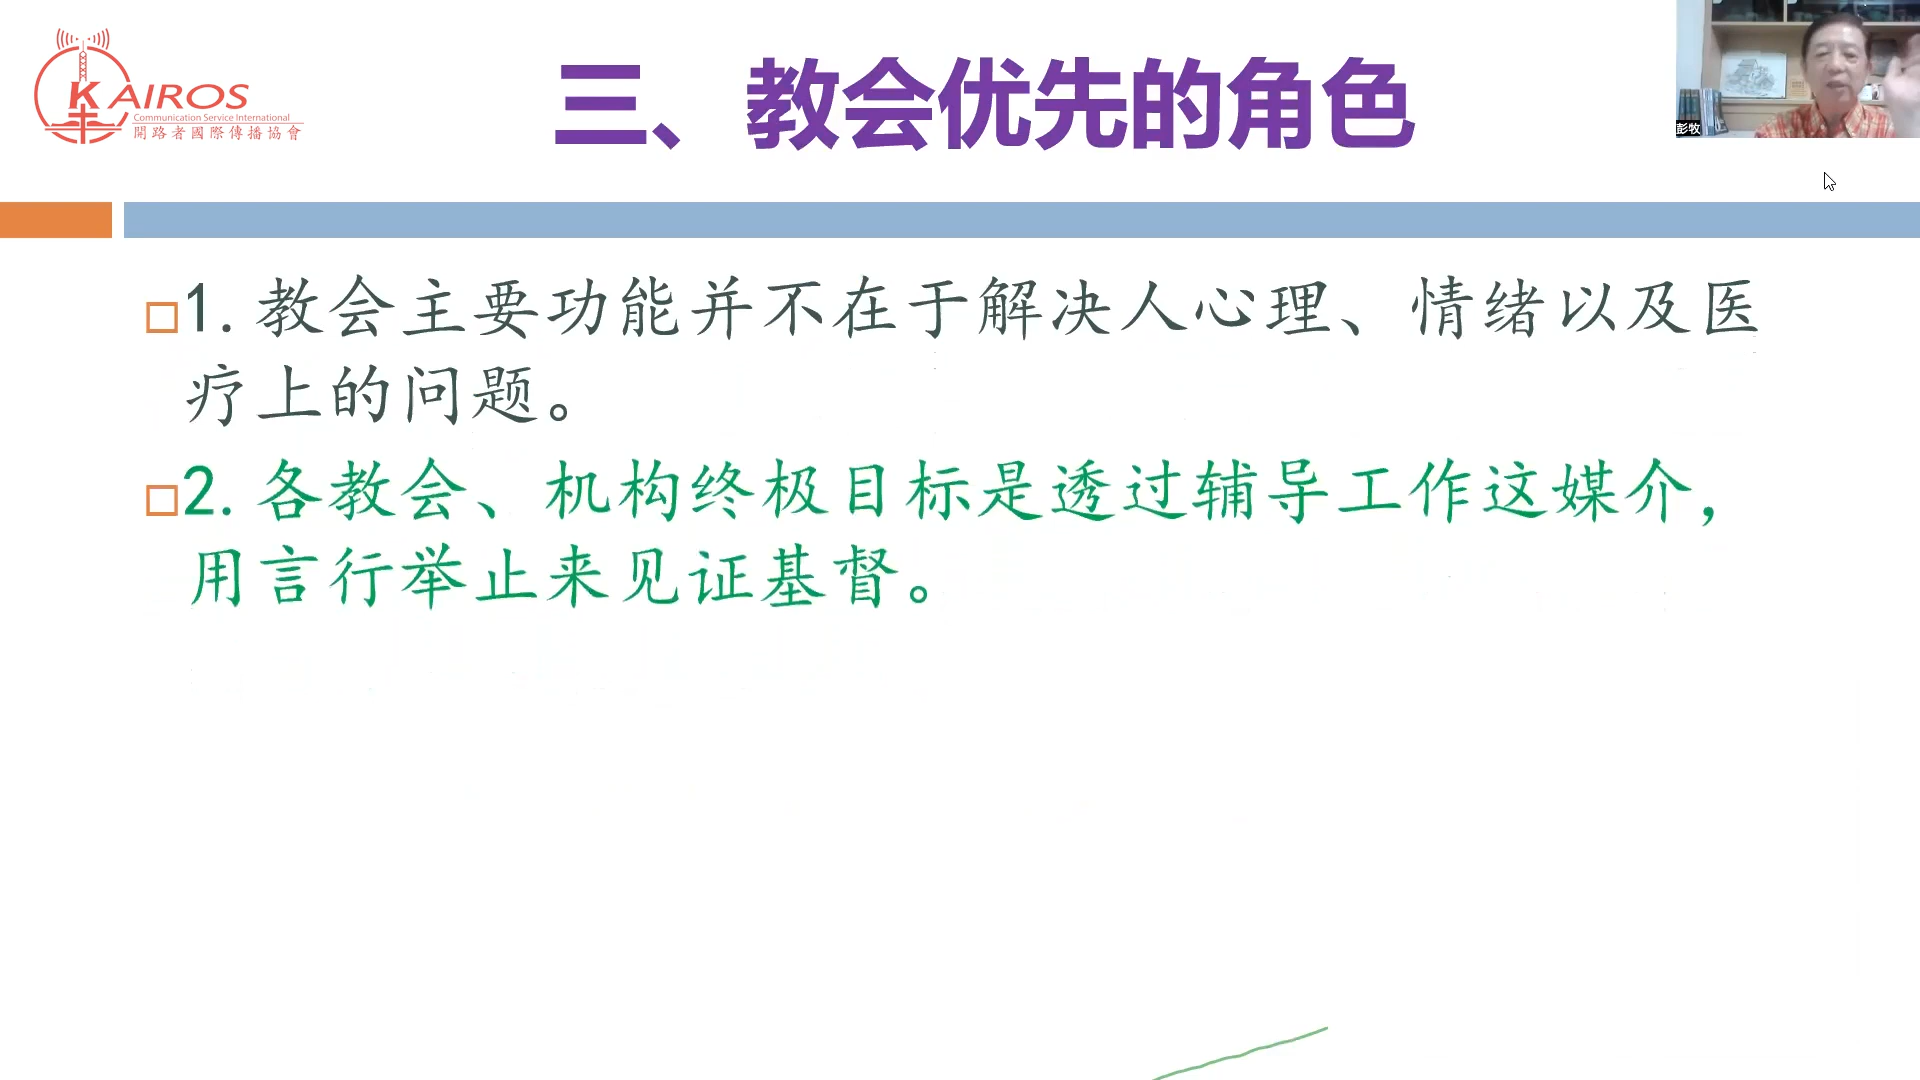 KAIROS
Communication Service International
開路者國際傳播協會
三、教会优先的角色
彭牧
1. 教会主要功能并不在于解决人心理、情绪以及医
疗上的问题。
2. 各教会、机构终极目标是透过辅导工作这媒介，
用言行举止来见证基督。